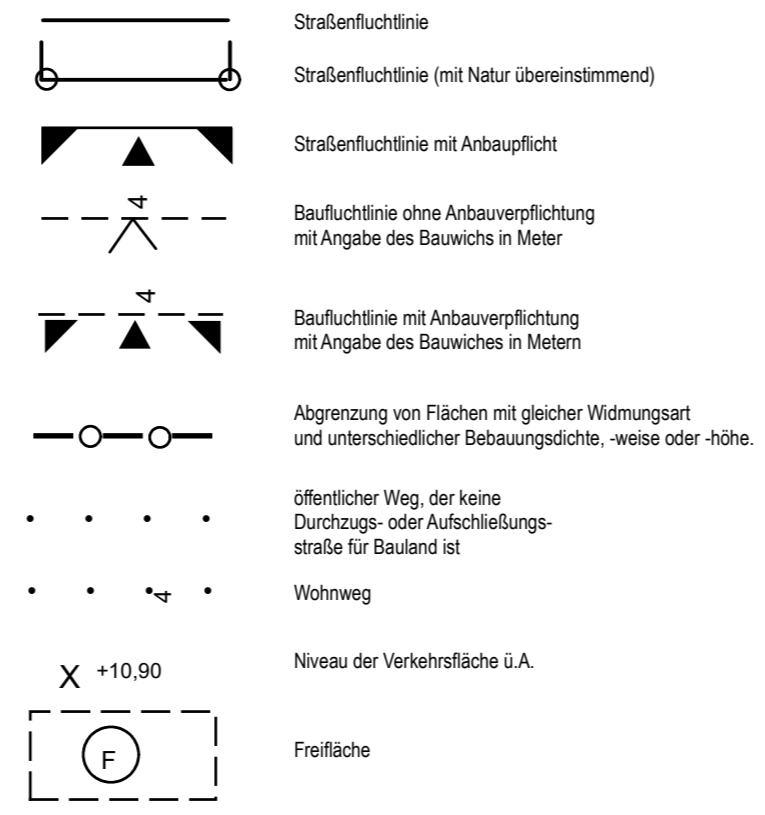 Straßenfluchtlinie
Straßenfluchtlinie (mit Natur übereinstimmend)
Straßenfluchtlinie mit Anbaupflicht
4
Baufluchtlinie ohne Anbauverpflichtung
mit Angabe des Bauwichs in Meter
4
Baufluchtlinie mit Anbauverpflichtung
mit Angabe des Bauwiches in Metern
Abgrenzung von Flächen mit gleicher Widmungsart
und unterschiedlicher Bebauungsdichte, -weise oder -höhe.
öffentlicher Weg, der keine
Durchzugs- oder Aufschließungs-
straße für Bauland ist
4
Wohnweg
X +10,90
Niveau der Verkehrsfläche ü.A.
F
Freifläche